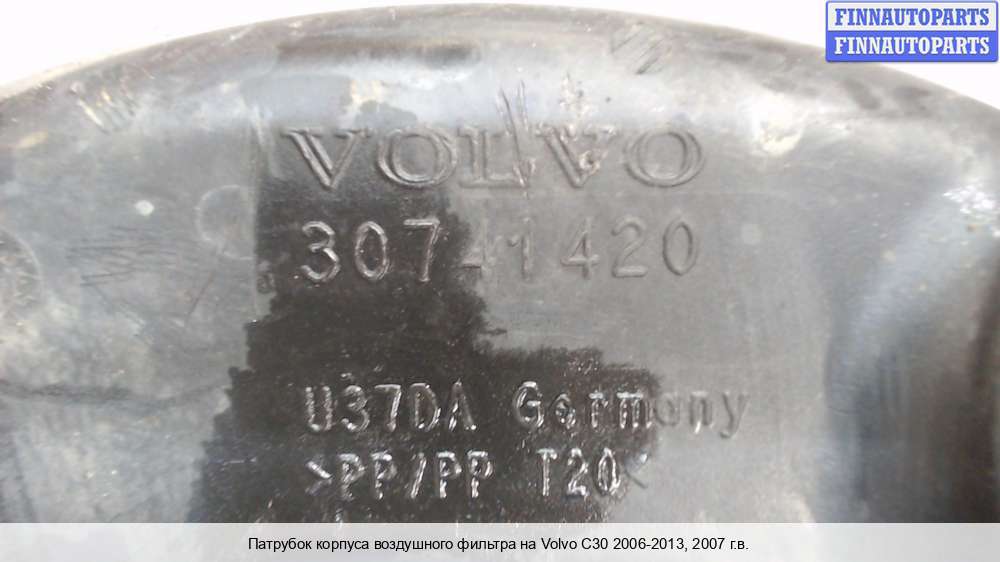 FINNAUTOPARTS
FINNAUTOPARTS
VOLVO
30741420
U37DA Germany
>PP/PP T20<
Патрубок корпуса воздушного фильтра на Volvo C30 2006-2013, 2007 г.в.